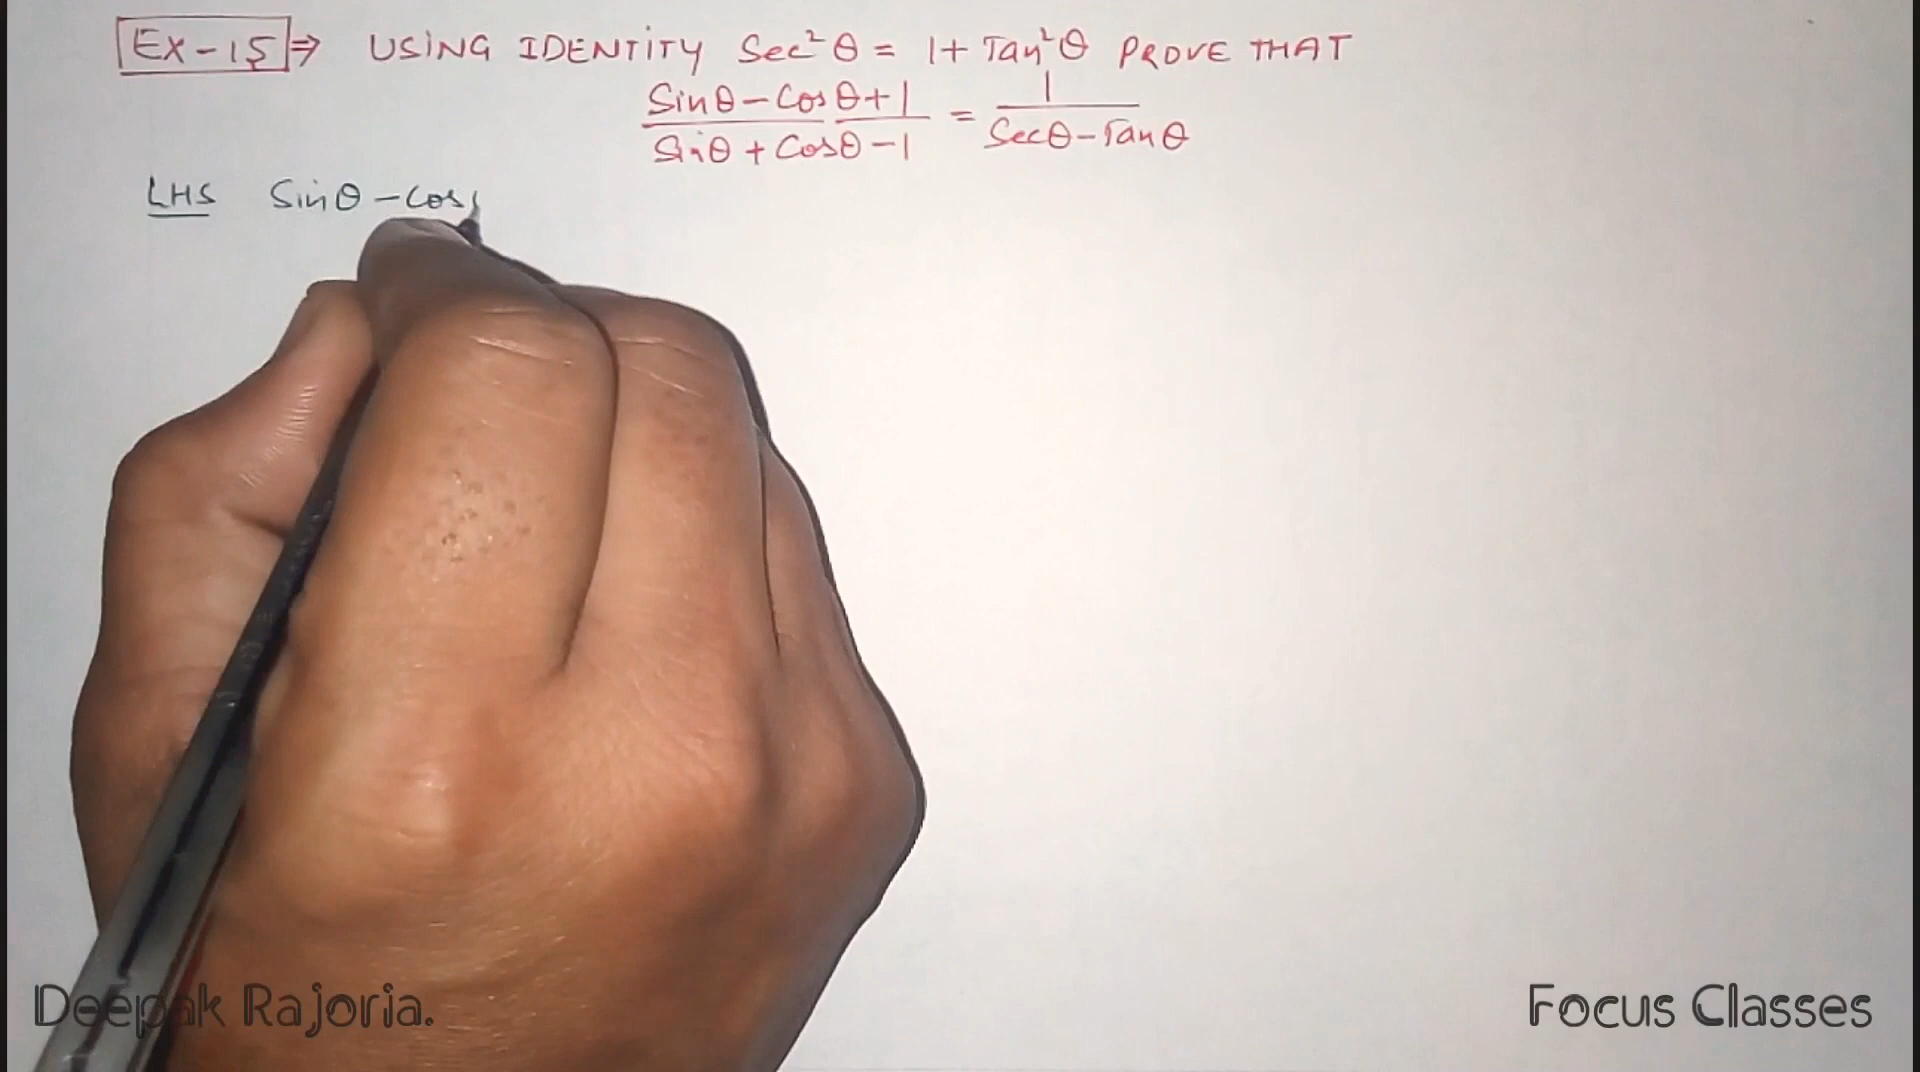 Ex-15 ⇒ USING IDENTITY Sec²θ = 1+Tan²θ PROVE THAT
Sinθ-Cosθ+1 1
= 
Sinθ+Cosθ-1 Secθ-Tanθ
LHS Sinθ-Cos
Deepak Rajoria. Focus Classes